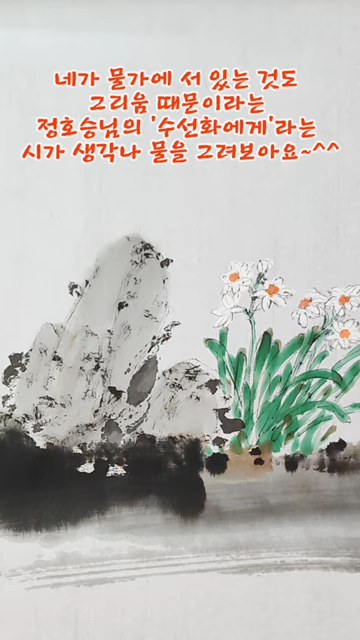 네가 물가에 서 있는 것도
그리움 때문이라는
정호승님의 '수선화에게'라는
시가 생각나 물을 그려보아요~^^